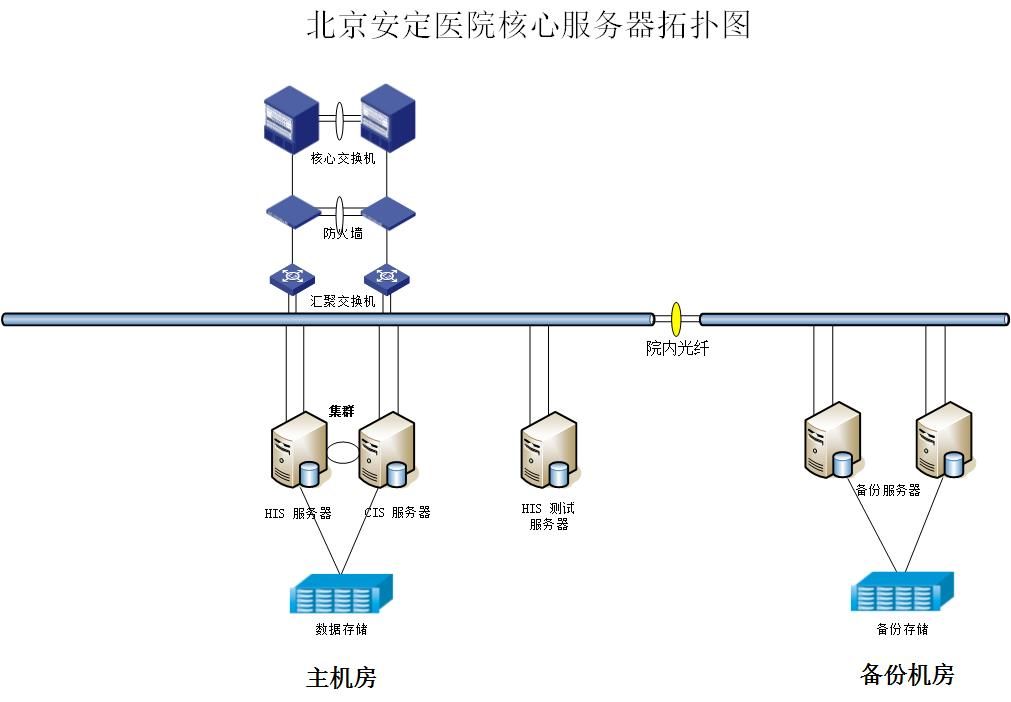 北京安定医院核心服务器拓扑图
核心交换机
防火墙
汇聚交换机
院内光纤
集群
HIS 服务器
CIS 服务器
HIS 测试
服务器
备份服务器
数据存储
备份存储
主机房
备份机房